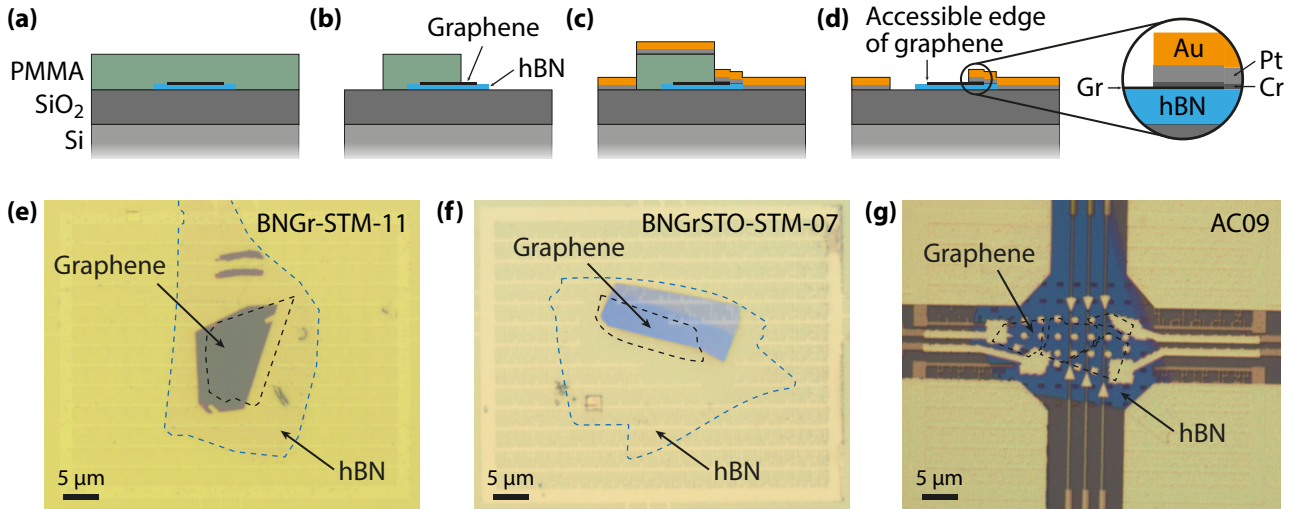 (a)
PMMA
SiO₂
Si
(b)
Graphene
hBN
(c)
(d)
Accessible edge
of graphene
Au
Pt
Gr
Cr
hBN
(e)
BNGr-STM-11
Graphene
hBN
5 µm
(f)
BNGrSTO-STM-07
Graphene
hBN
5 µm
(g)
AC09
Graphene
hBN
5 µm